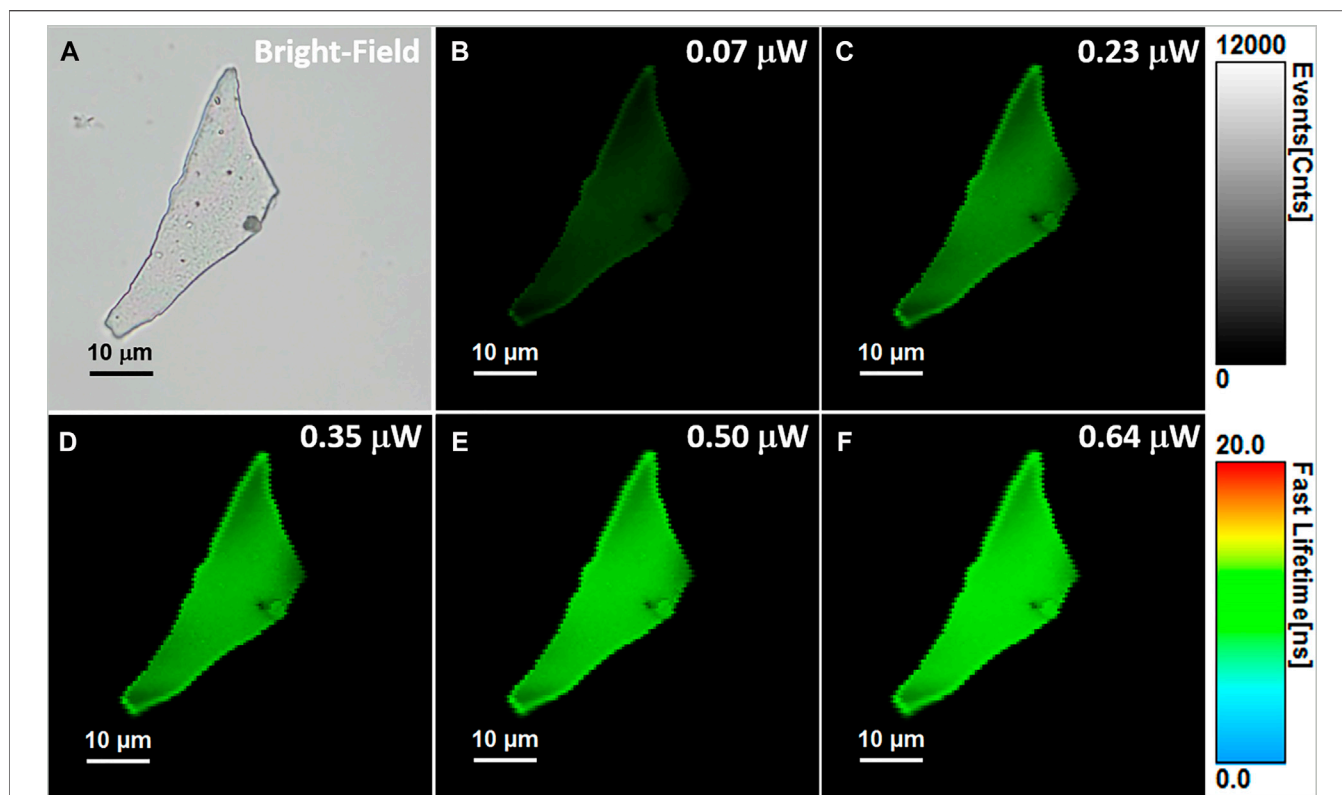 A
Bright-Field
10 μm
B
0.07 μW
10 μm
C
0.23 μW
10 μm
12000
Events[Cnts]
0
D
0.35 μW
10 μm
E
0.50 μW
10 μm
F
0.64 μW
10 μm
20.0
Fast Lifetime[ns]
0.0